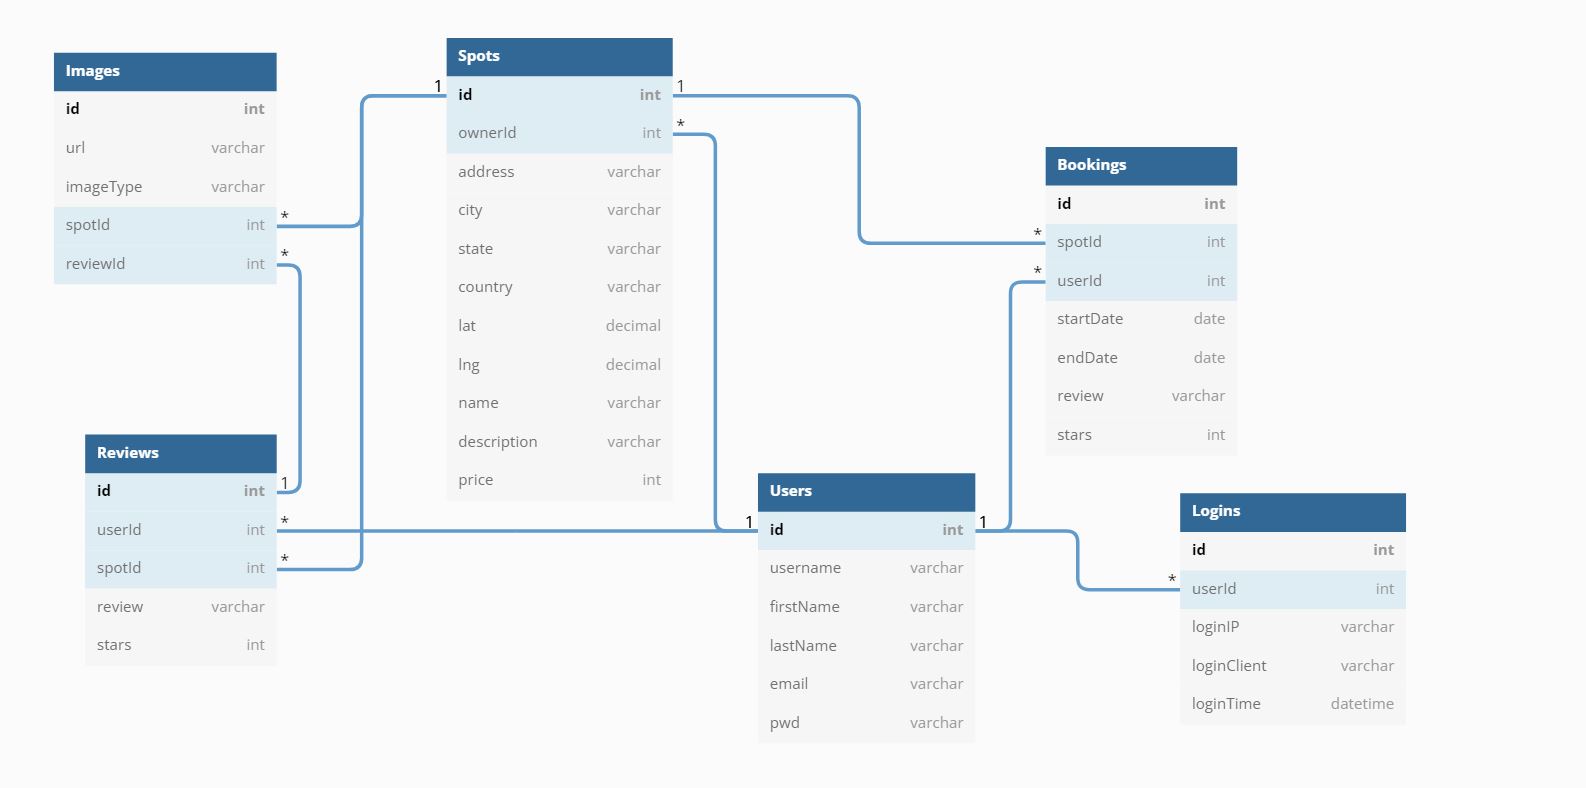 Images
id int
url varchar
imageType varchar
spotId int *
reviewId int *
Spots
1 id int 1
ownerId int *
address varchar
city varchar
state varchar
country varchar
lat decimal
lng decimal
name varchar
description varchar
price int
Bookings
id int
* spotId int
* userId int
startDate date
endDate date
review varchar
stars int
Reviews
id int 1
userId int *
spotId int *
review varchar
stars int
Users
1 id int 1
username varchar
firstName varchar
lastName varchar
email varchar
pwd varchar
Logins
id int
* userId int
loginIP varchar
loginClient varchar
loginTime datetime